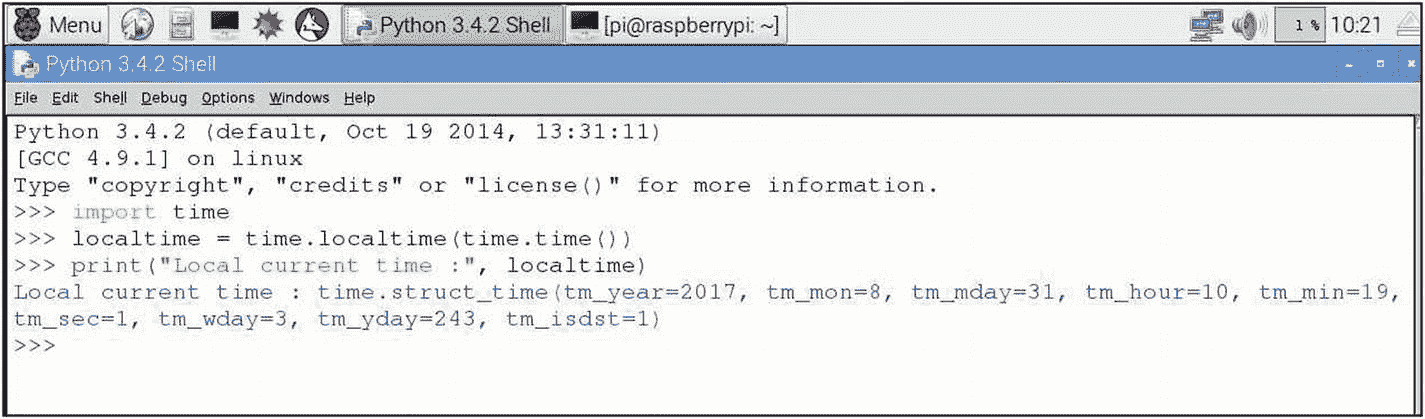 Menu Python 3.4.2 Shell [pi@raspberrypi: ~] 1 % 10:21
Python 3.4.2 Shell
File Edit Shell Debug Options Windows Help
Python 3.4.2 (default, Oct 19 2014, 13:31:11)
[GCC 4.9.1] on linux
Type "copyright", "credits" or "license()" for more information.
>>> import time
>>> localtime = time.localtime(time.time())
>>> print("Local current time :", localtime)
Local current time : time.struct_time(tm_year=2017, tm_mon=8, tm_mday=31, tm_hour=10, tm_min=19,
tm_sec=1, tm_wday=3, tm_yday=243, tm_isdst=1)
>>>